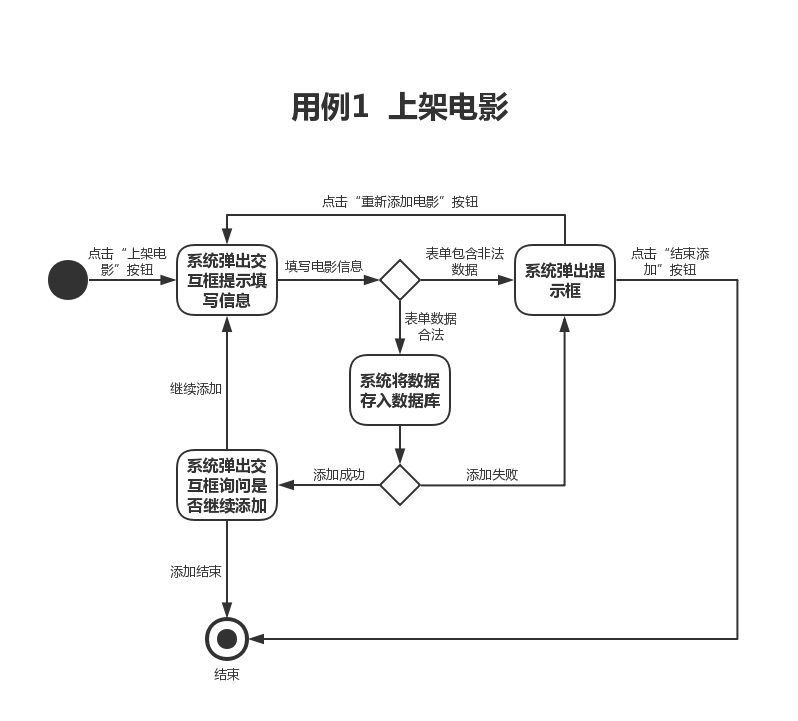 用例1 上架电影
点击“重新添加电影”按钮
点击“上架电
影”按钮
系统弹出交
互框提示填
写信息
填写电影信息
表单包含非法
数据
系统弹出提
示框
点击“结束添
加”按钮
表单数据
合法
系统将数据
存入数据库
继续添加
系统弹出交
互框询问是
否继续添加
添加成功
添加失败
添加结束
结束